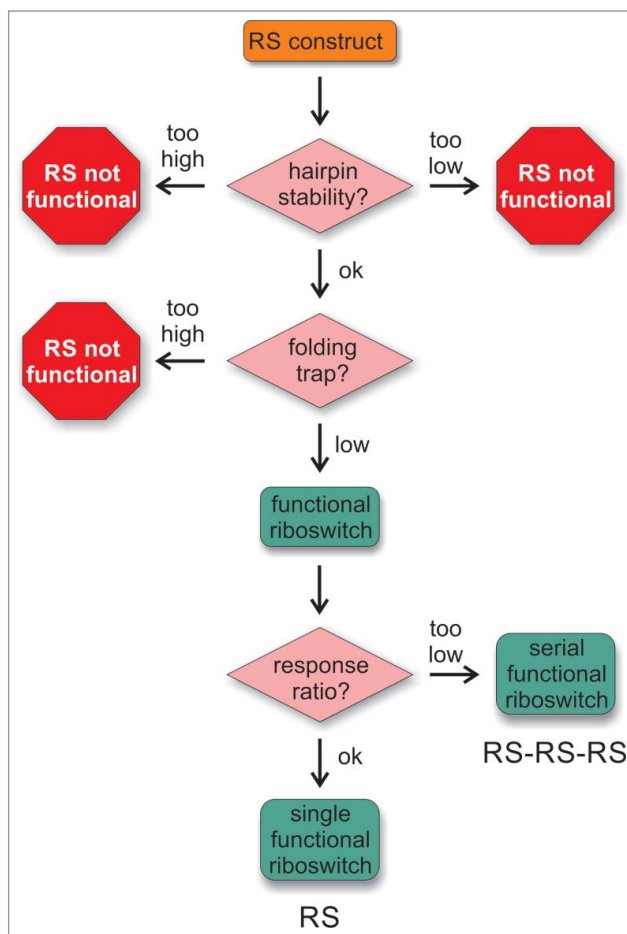 RS construct
too
high
too
low
RS not
functional
hairpin
stability?
RS not
functional
ok
too
high
RS not
functional
folding
trap?
low
functional
riboswitch
too
low
response
ratio?
serial
functional
riboswitch
RS-RS-RS
ok
single
functional
riboswitch
RS